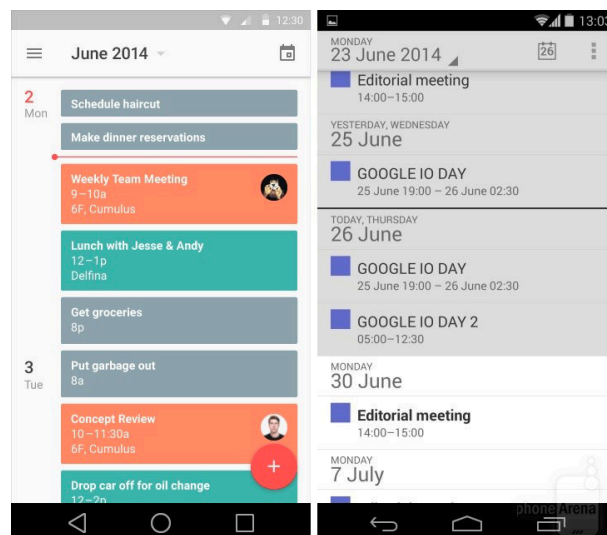 12:30
June 2014
2
Mon
Schedule haircut
Make dinner reservations
Weekly Team Meeting
9–10a
6F, Cumulus
Lunch with Jesse & Andy
12–1p
Delfina
Get groceries
8p
3
Tue
Put garbage out
8a
Concept Review
10–11:30a
6F, Cumulus
Drop car off for oil change
12–2p
13:03
MONDAY
23 June 2014
26
Editorial meeting
14:00–15:00
YESTERDAY, WEDNESDAY
25 June
GOOGLE IO DAY
25 June 19:00 – 26 June 02:30
TODAY, THURSDAY
26 June
GOOGLE IO DAY
25 June 19:00 – 26 June 02:30
GOOGLE IO DAY 2
05:00–12:30
MONDAY
30 June
Editorial meeting
14:00–15:00
MONDAY
7 July
phoneArena